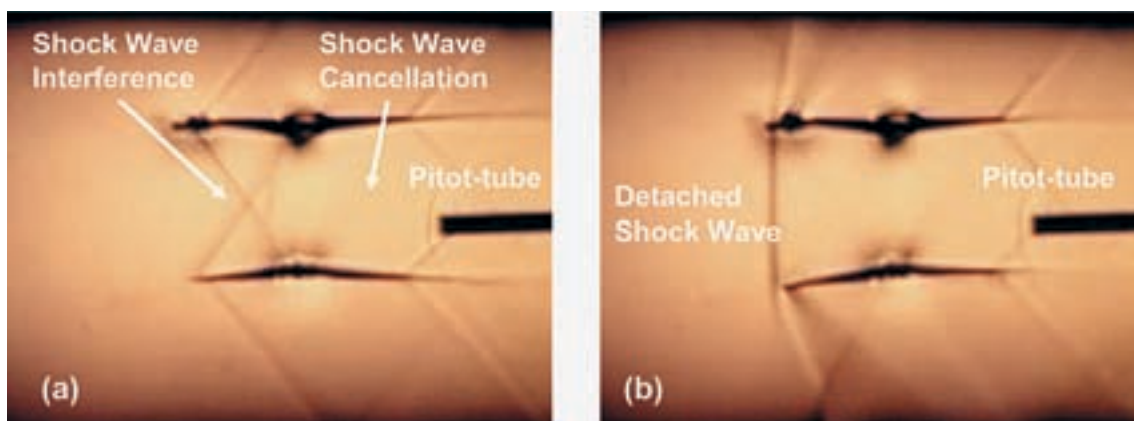 Shock Wave
Interference
Shock Wave
Cancellation
Pitot-tube
(a)
Detached
Shock Wave
Pitot-tube
(b)